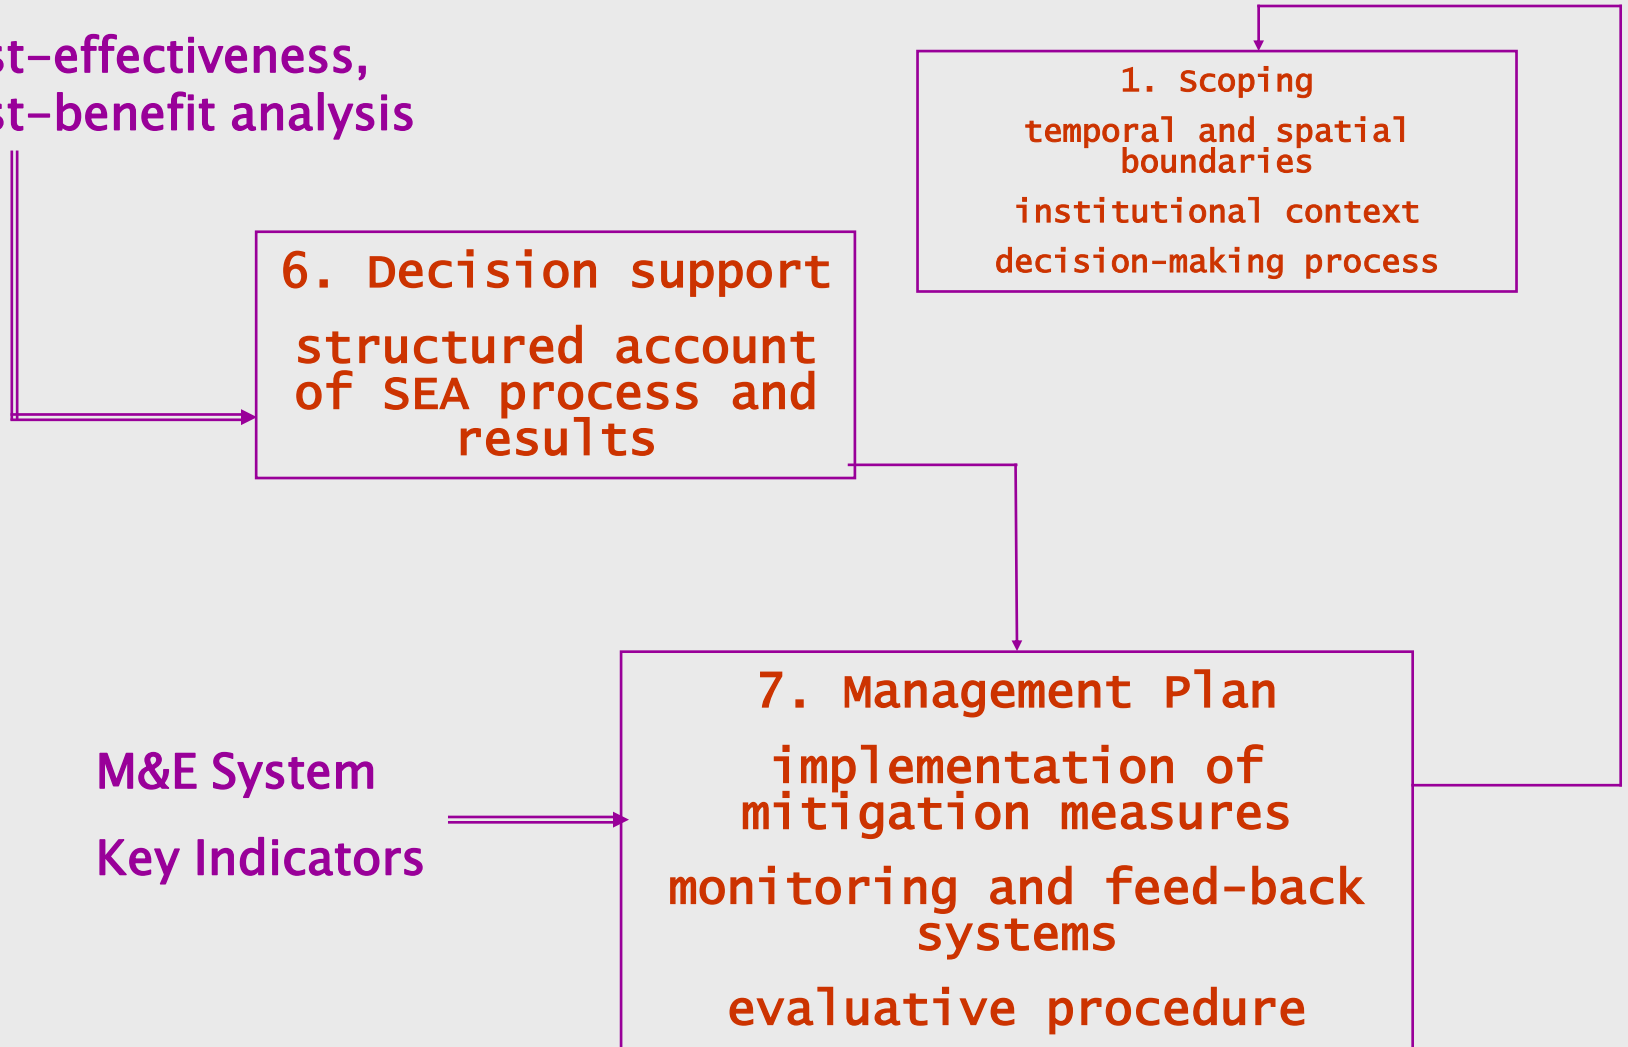 st-effectiveness,
st-benefit analysis
1. Scoping
temporal and spatial
boundaries
institutional context
decision-making process
6. Decision support
structured account
of SEA process and
results
7. Management Plan
implementation of
mitigation measures
monitoring and feed-back
systems
evaluative procedure
M&E System
Key Indicators